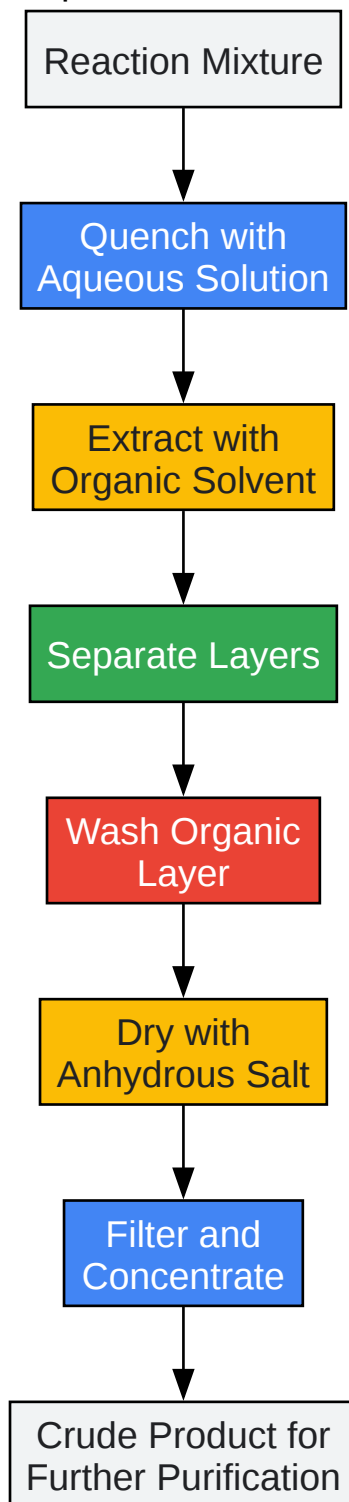 Reaction Mixture
Quench with
Aqueous Solution
Extract with
Organic Solvent
Separate Layers
Wash Organic
Layer
Dry with
Anhydrous Salt
Filter and
Concentrate
Crude Product for
Further Purification